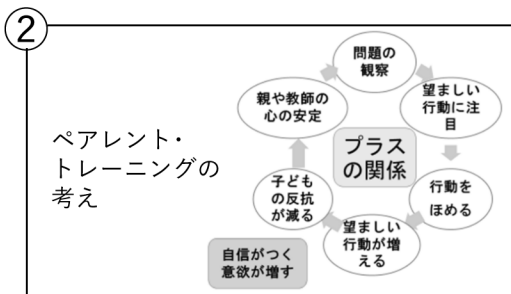 ②
ペアレント・
トレーニングの
考え
問題の
観察
望ましい
行動に注
目
行動を
ほめる
望ましい
行動が増
える
子ども
の反抗
が減る
親や教師の
心の安定
プラス
の関係
自信がつく
意欲が増す